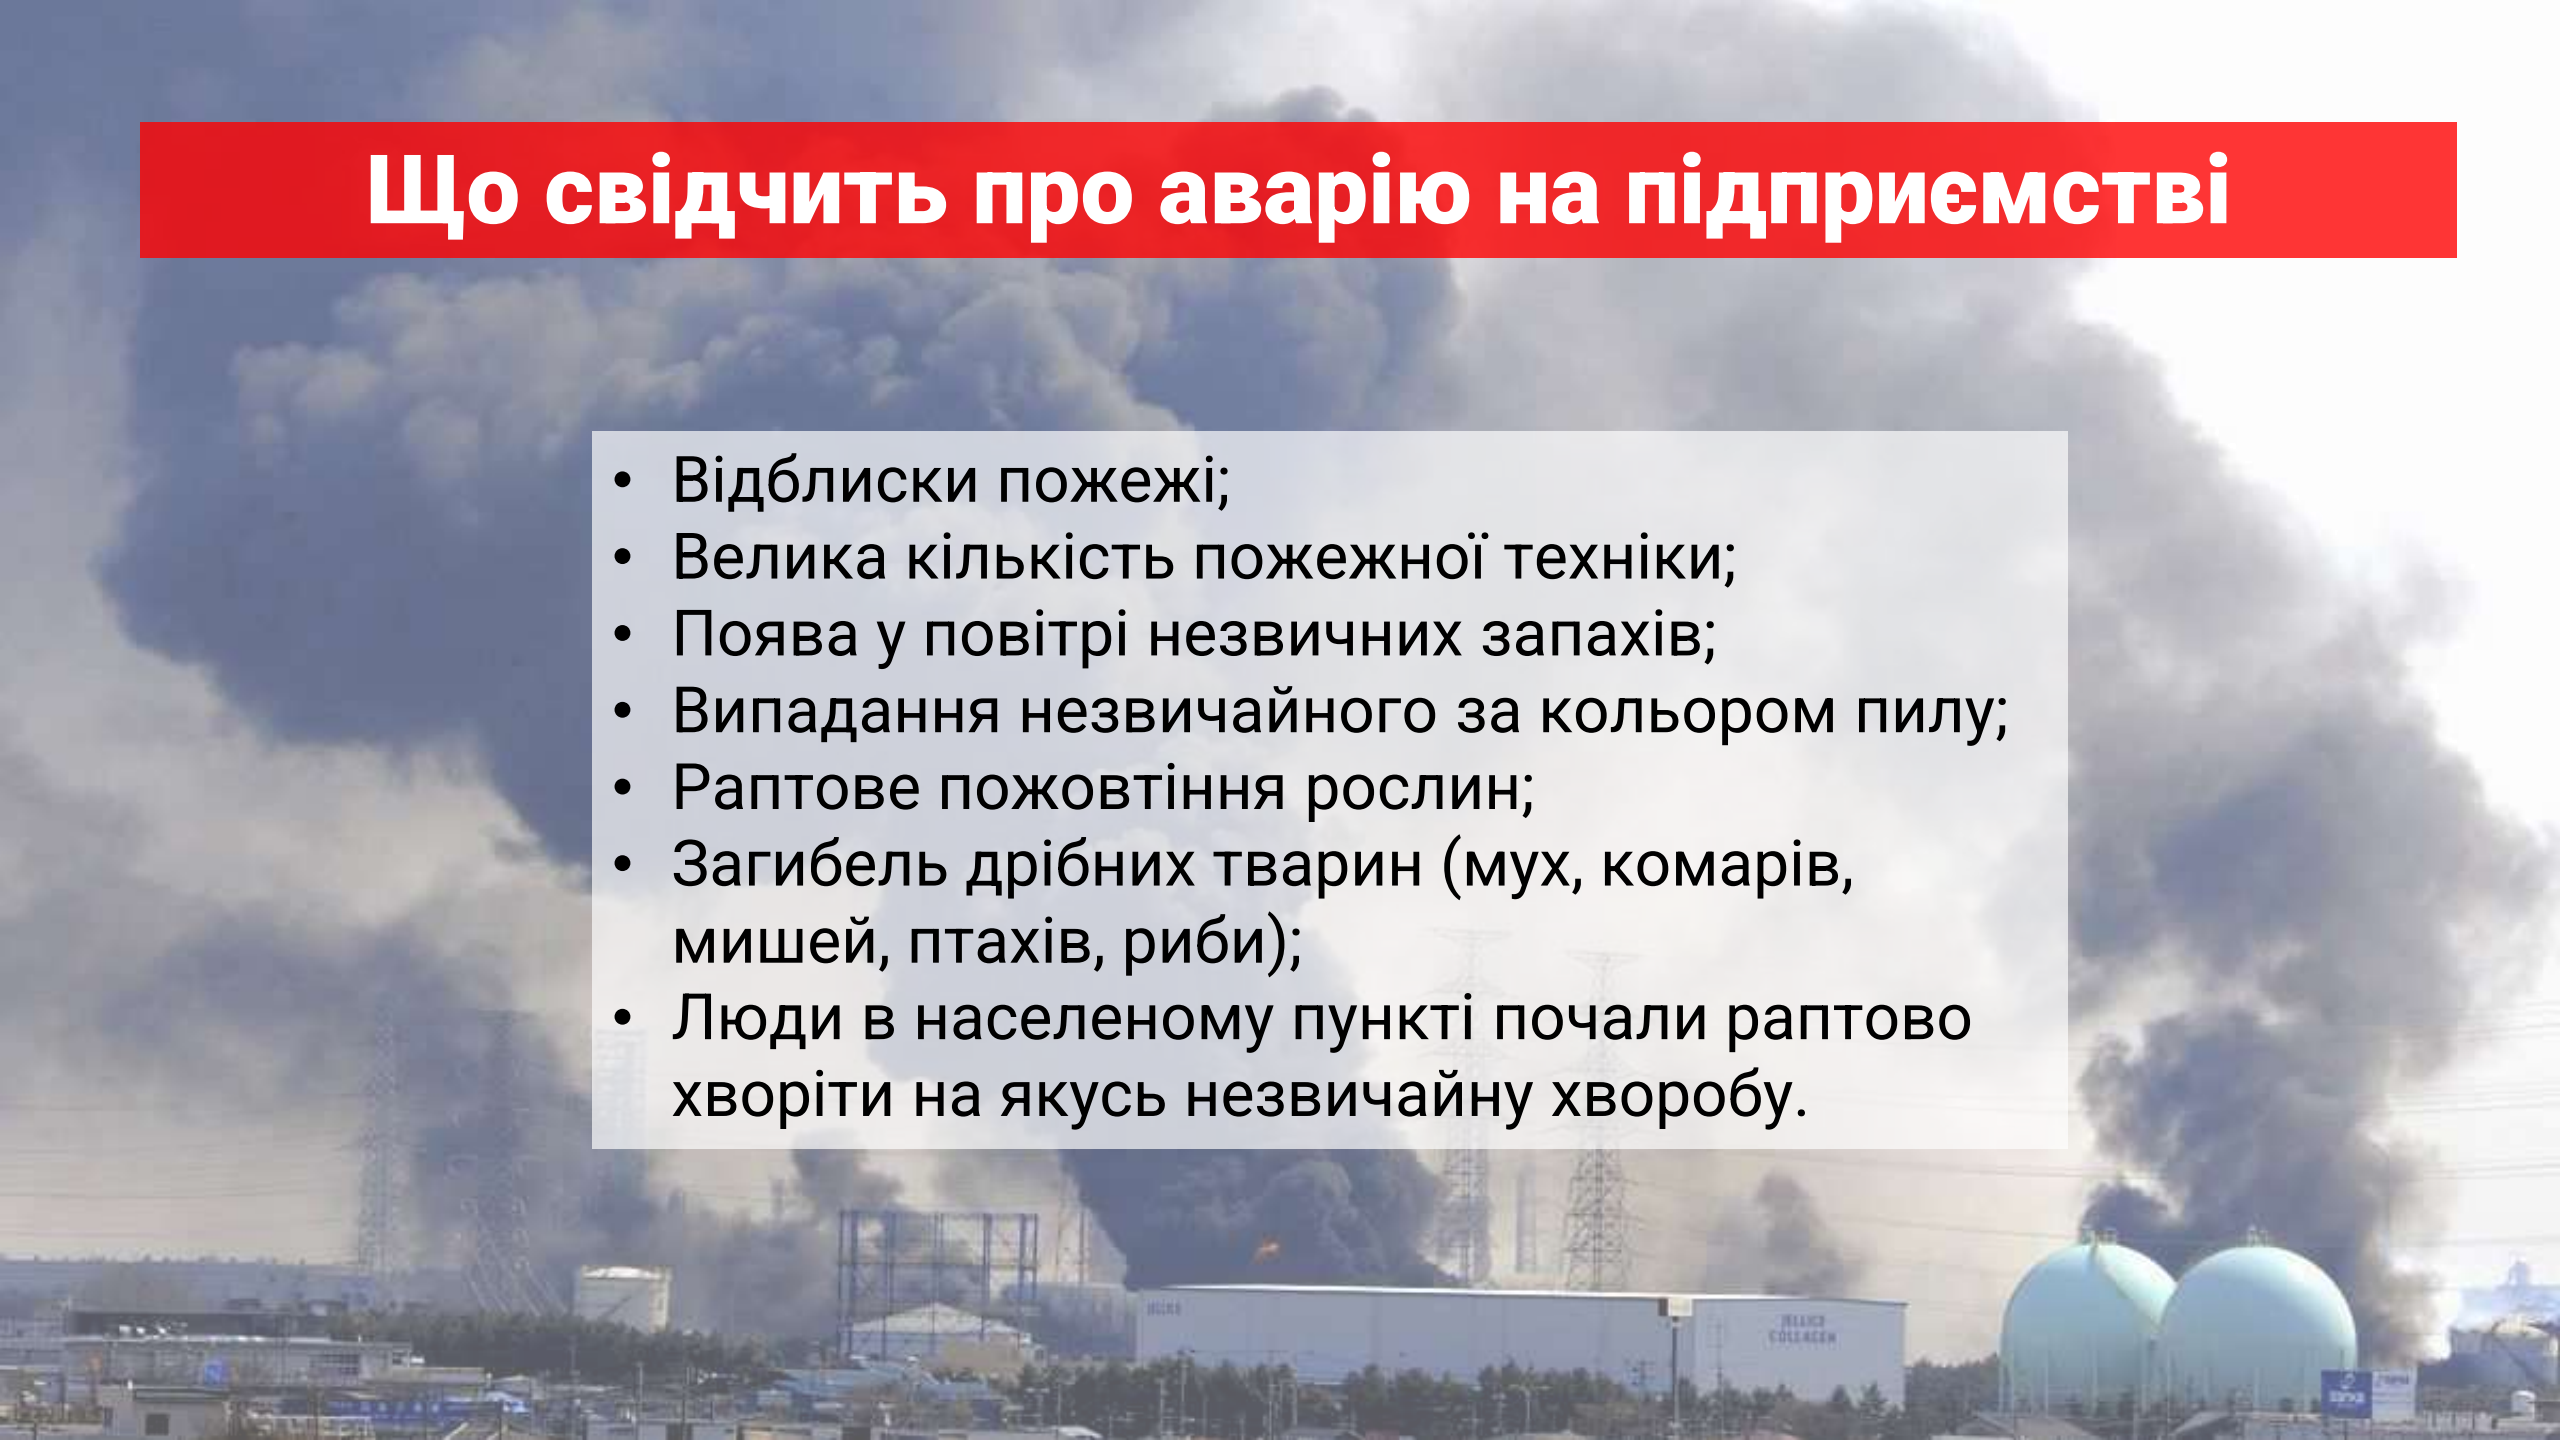 Що свідчить про аварію на підприємстві
• Відблиски пожежі;
• Велика кількість пожежної техніки;
• Поява у повітрі незвичних запахів;
• Випадання незвичайного за кольором пилу;
• Раптове пожовтіння рослин;
• Загибель дрібних тварин (мух, комарів,
мишей, птахів, риби);
• Люди в населеному пункті почали раптово
хворіти на якусь незвичайну хворобу.